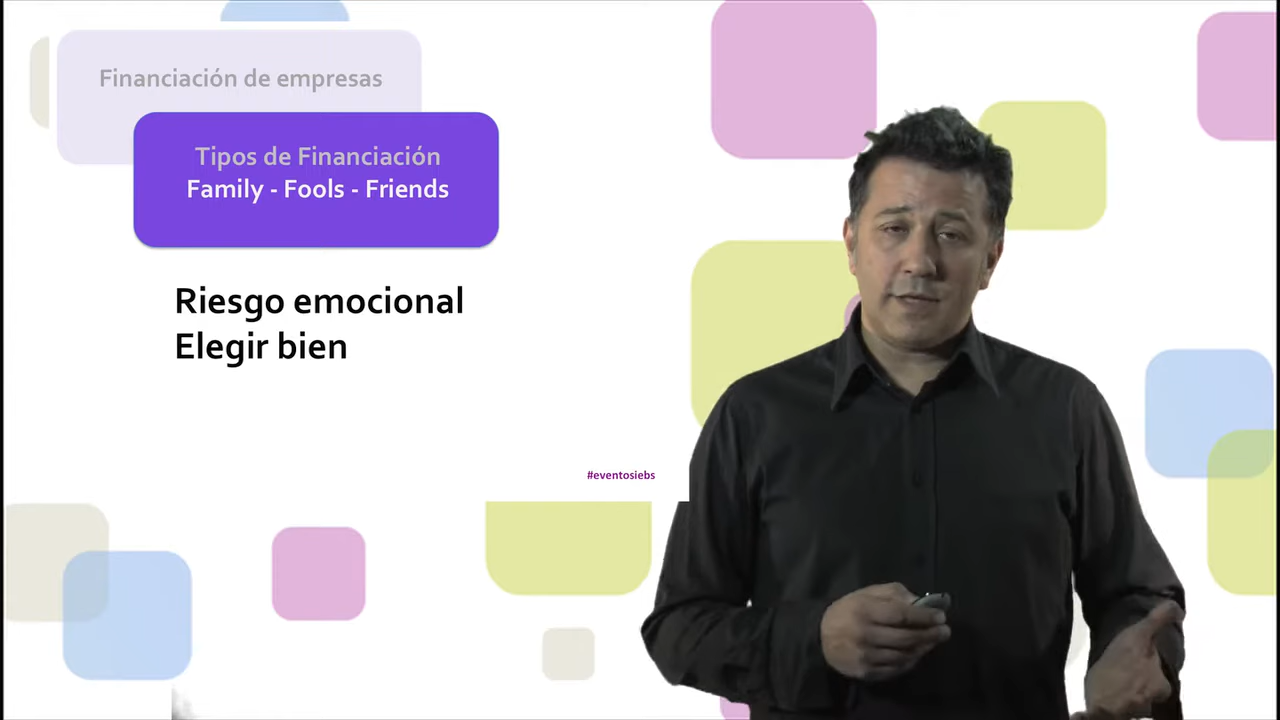 Financiación de empresas
Tipos de Financiación
Family - Fools - Friends
Riesgo emocional
Elegir bien
#eventosiebs